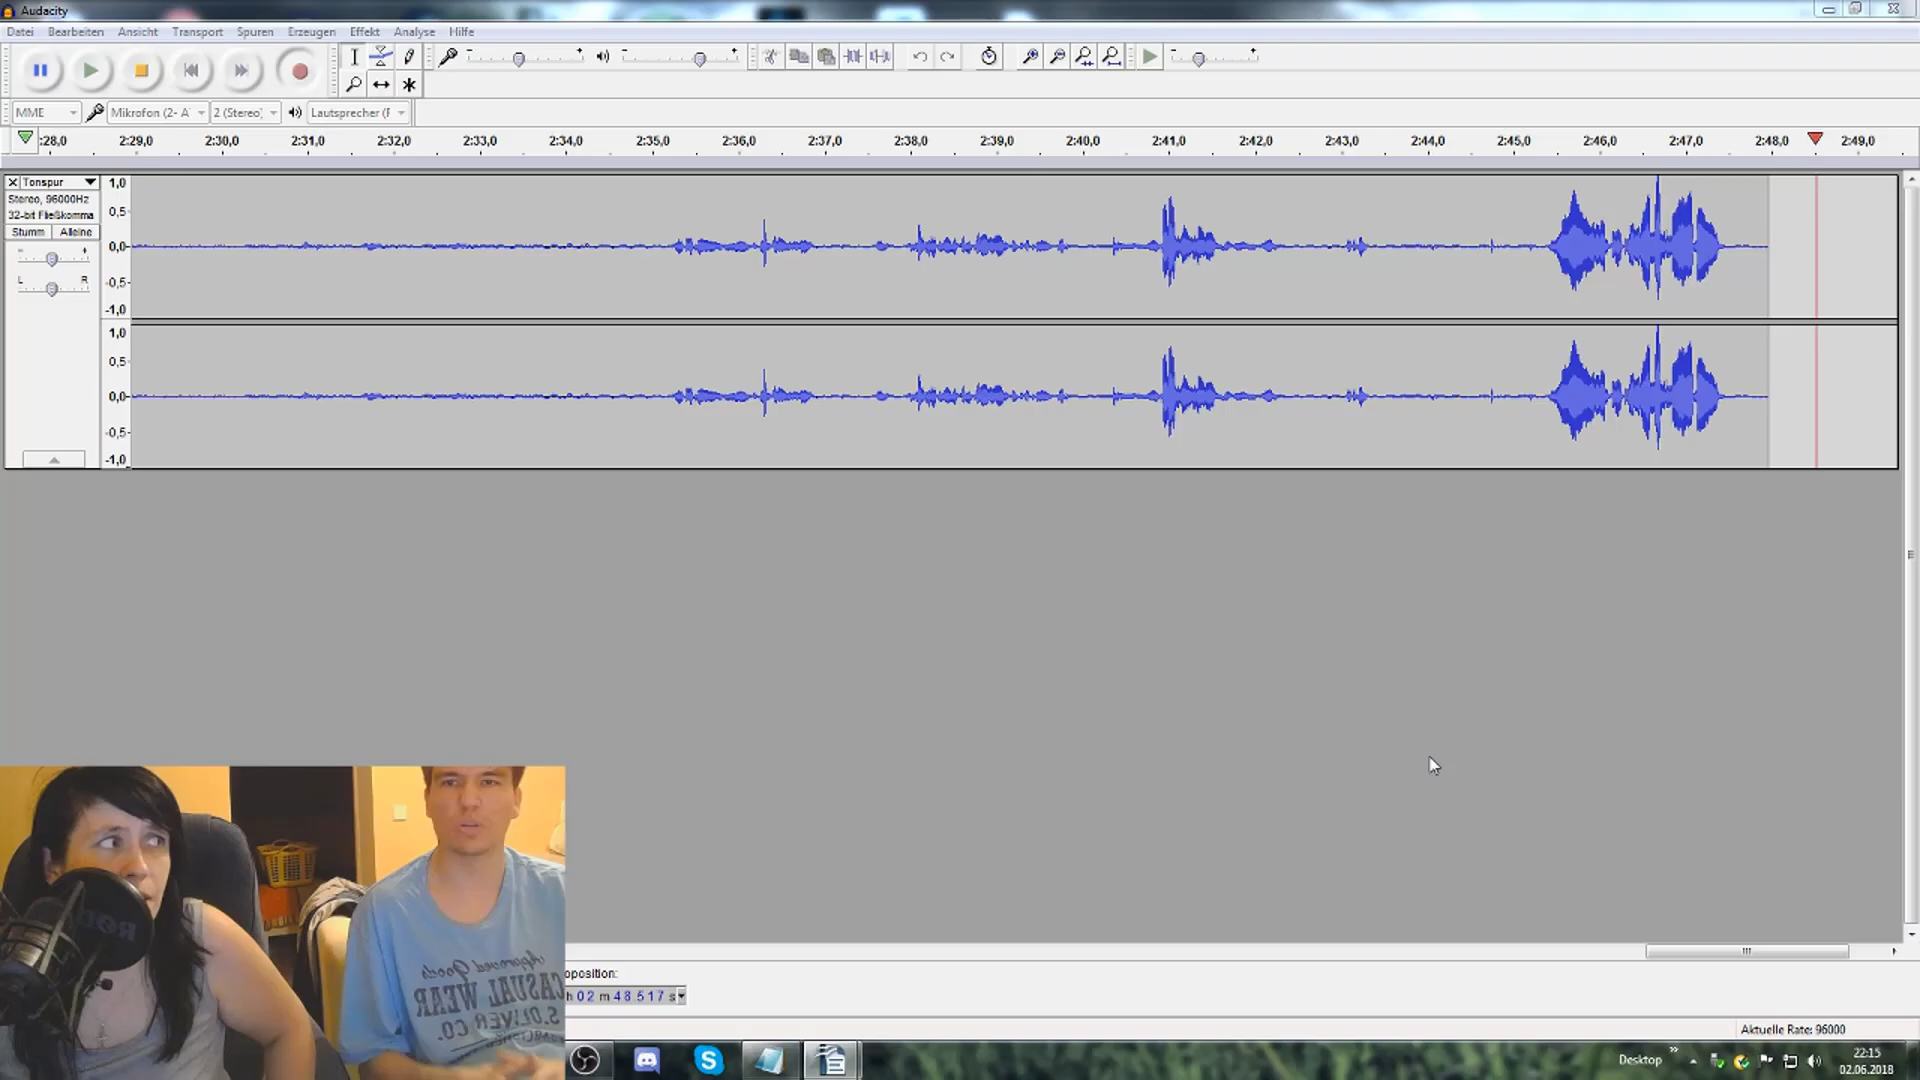 Audacity
Datei Bearbeiten Ansicht Transport Spuren Erzeugen Effekt Analyse Hilfe
MME Mikrofon (2- A 2 (Stereo) Lautsprecher (F
2:28,0 2:29,0 2:30,0 2:31,0 2:32,0 2:33,0 2:34,0 2:35,0 2:36,0 2:37,0 2:38,0 2:39,0 2:40,0 2:41,0 2:42,0 2:43,0 2:44,0 2:45,0 2:46,0 2:47,0 2:48,0 2:49,0
Tonspur
Stereo, 96000Hz
32-bit Fließkomma
Stumm Alleine
L R
1,0
0,5
0,0
-0,5
-1,0
1,0
0,5
0,0
-0,5
-1,0
Approved Goods
CASUAL WEAR
S.OLIVER CO.
oposition:
h 02 m 48 517 s
Aktuelle Rate: 96000
Desktop
22:15
02.06.2018